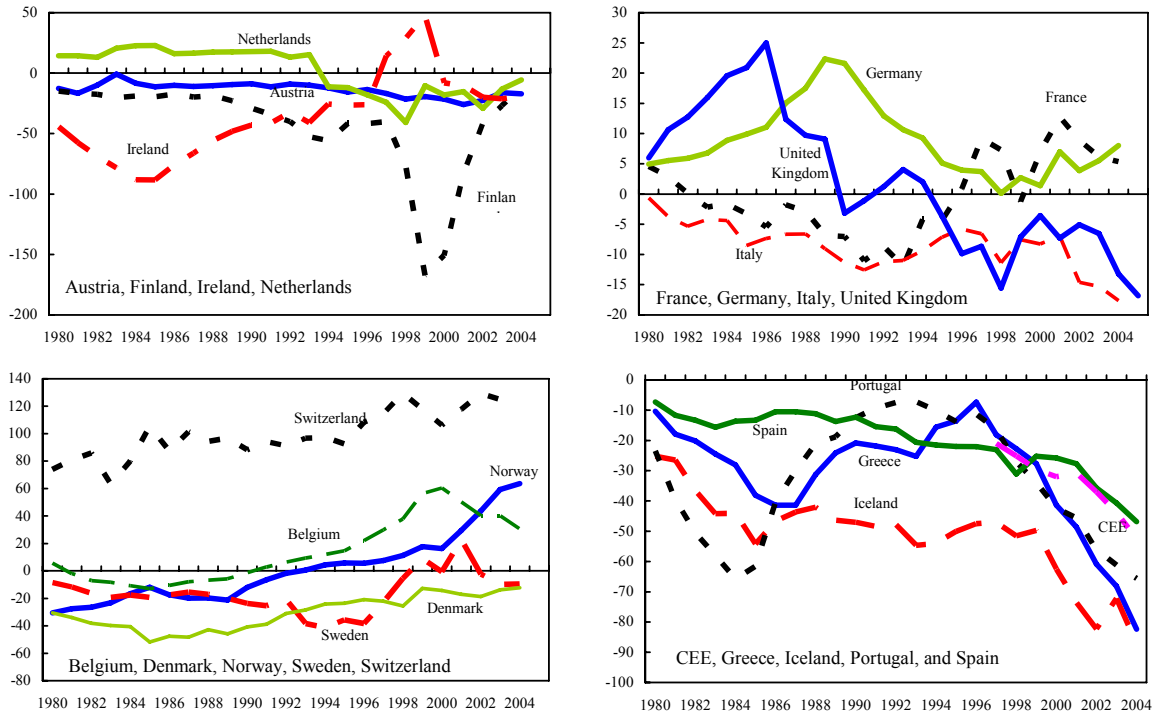 50
0
-50
-100
-150
-200
Netherlands
Austria
Ireland
Finlan
Austria, Finland, Ireland, Netherlands
1980 1982 1984 1986 1988 1990 1992 1994 1996 1998 2000 2002 2004
30
25
20
15
10
5
0
-5
-10
-15
-20
Germany
France
United
Kingdom
Italy
France, Germany, Italy, United Kingdom
1980 1982 1984 1986 1988 1990 1992 1994 1996 1998 2000 2002 2004
140
120
100
80
60
40
20
0
-20
-40
-60
-80
Switzerland
Norway
Belgium
Denmark
Sweden
Belgium, Denmark, Norway, Sweden, Switzerland
1980 1982 1984 1986 1988 1990 1992 1994 1996 1998 2000 2002 2004
-0
-10
-20
-30
-40
-50
-60
-70
-80
-90
-100
Portugal
Spain
Greece
Iceland
CEE
CEE, Greece, Iceland, Portugal, and Spain
1980 1982 1984 1986 1988 1990 1992 1994 1996 1998 2000 2002 2004